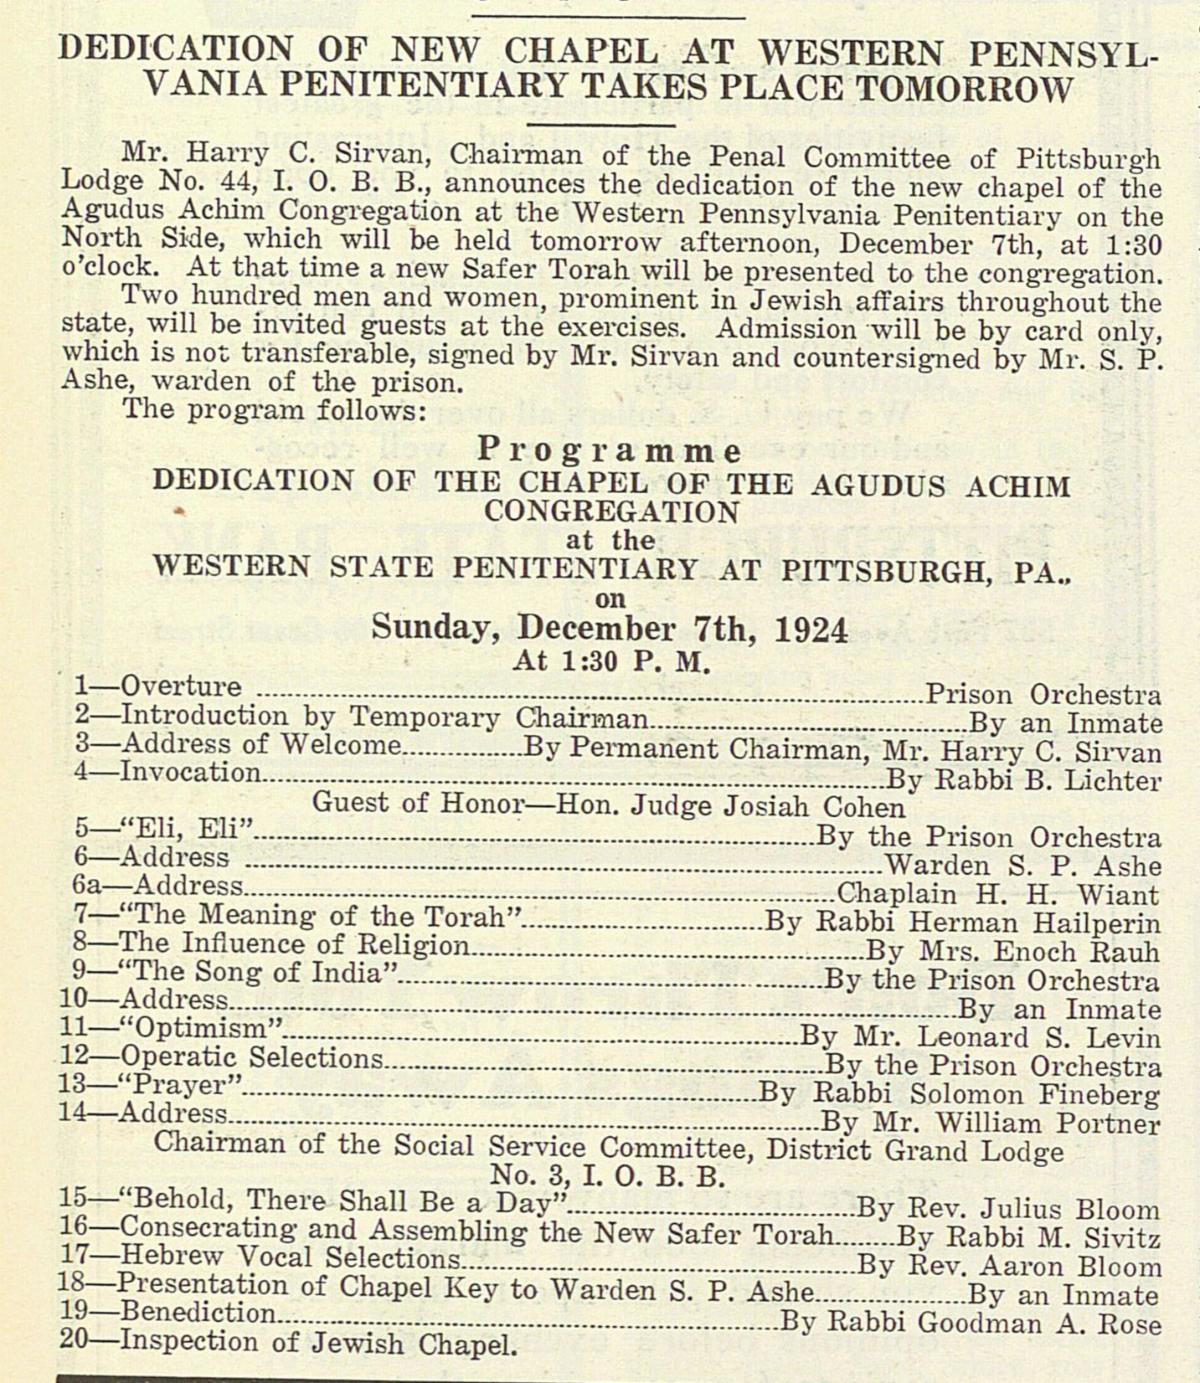 DEDICATION OF NEW CHAPEL AT WESTERN PENNSYL-
VANIA PENITENTIARY TAKES PLACE TOMORROW
Mr. Harry C. Sirvan, Chairman of the Penal Committee of Pittsburgh
Lodge No. 44, I. O. B. B., announces the dedication of the new chapel of the
Agudus Achim Congregation at the Western Pennsylvania Penitentiary on the
North Side, which will be held tomorrow afternoon, December 7th, at 1:30
o'clock. At that time a new Safer Torah will be presented to the congregation.
Two hundred men and women, prominent in Jewish affairs throughout the
state, will be invited guests at the exercises. Admission will be by card only,
which is not transferable, signed by Mr. Sirvan and countersigned by Mr. S. P.
Ashe, warden of the prison.
The program follows:
Programme
DEDICATION OF THE CHAPEL OF THE AGUDUS ACHIM
CONGREGATION
at the
WESTERN STATE PENITENTIARY AT PITTSBURGH, PA.,
on
Sunday, December 7th, 1924
At 1:30 P. M.
1—Overture ........ Prison Orchestra
2—Introduction by Temporary Chairman........By an Inmate
3—Address of Welcome........By Permanent Chairman, Mr. Harry C. Sirvan
4—Invocation........By Rabbi B. Lichter
Guest of Honor—Hon. Judge Josiah Cohen
5—"Eli, Eli"........By the Prison Orchestra
6—Address ........Warden S. P. Ashe
6a—Address........Chaplain H. H. Wiant
7—"The Meaning of the Torah"........By Rabbi Herman Hailperin
8—The Influence of Religion........By Mrs. Enoch Rauh
9—"The Song of India"........By the Prison Orchestra
10—Address........By an Inmate
11—"Optimism"........By Mr. Leonard S. Levin
12—Operatic Selections........By the Prison Orchestra
13—"Prayer"........By Rabbi Solomon Fineberg
14—Address........By Mr. William Portner
Chairman of the Social Service Committee, District Grand Lodge
No. 3, I. O. B. B.
15—"Behold, There Shall Be a Day"........By Rev. Julius Bloom
16—Consecrating and Assembling the New Safer Torah........By Rabbi M. Sivitz
17—Hebrew Vocal Selections........By Rev. Aaron Bloom
18—Presentation of Chapel Key to Warden S. P. Ashe........By an Inmate
19—Benediction........By Rabbi Goodman A. Rose
20—Inspection of Jewish Chapel.